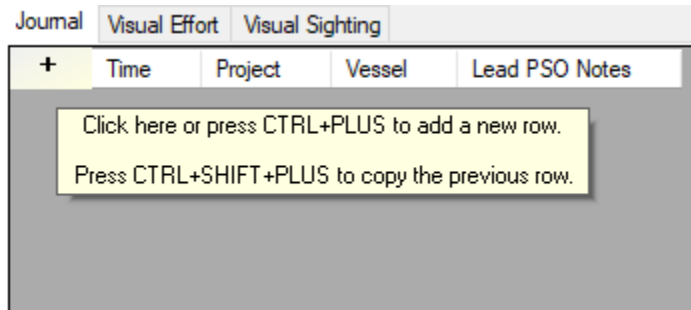 Journal Visual Effort Visual Sighting
+ Time Project Vessel Lead PSO Notes
Click here or press CTRL+PLUS to add a new row.
Press CTRL+SHIFT+PLUS to copy the previous row.